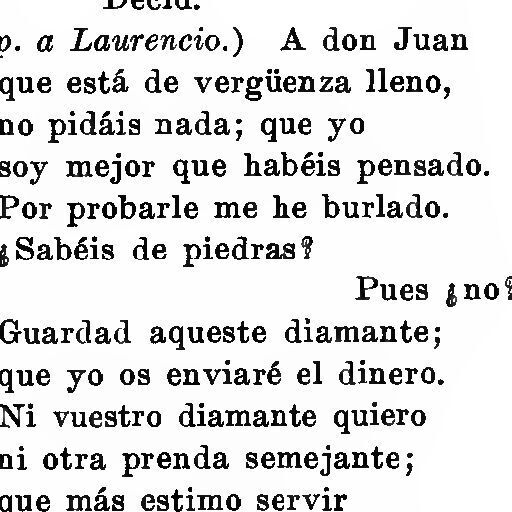 Decid.
p. a Laurencio.) A don Juan
que está de vergüenza lleno,
no pidáis nada; que yo
soy mejor que habéis pensado.
Por probarle me he burlado.
¿Sabéis de piedras?
Pues ¿no?
Guardad aqueste diamante;
que yo os enviaré el dinero.
Ni vuestro diamante quiero
ni otra prenda semejante;
que más estimo servir